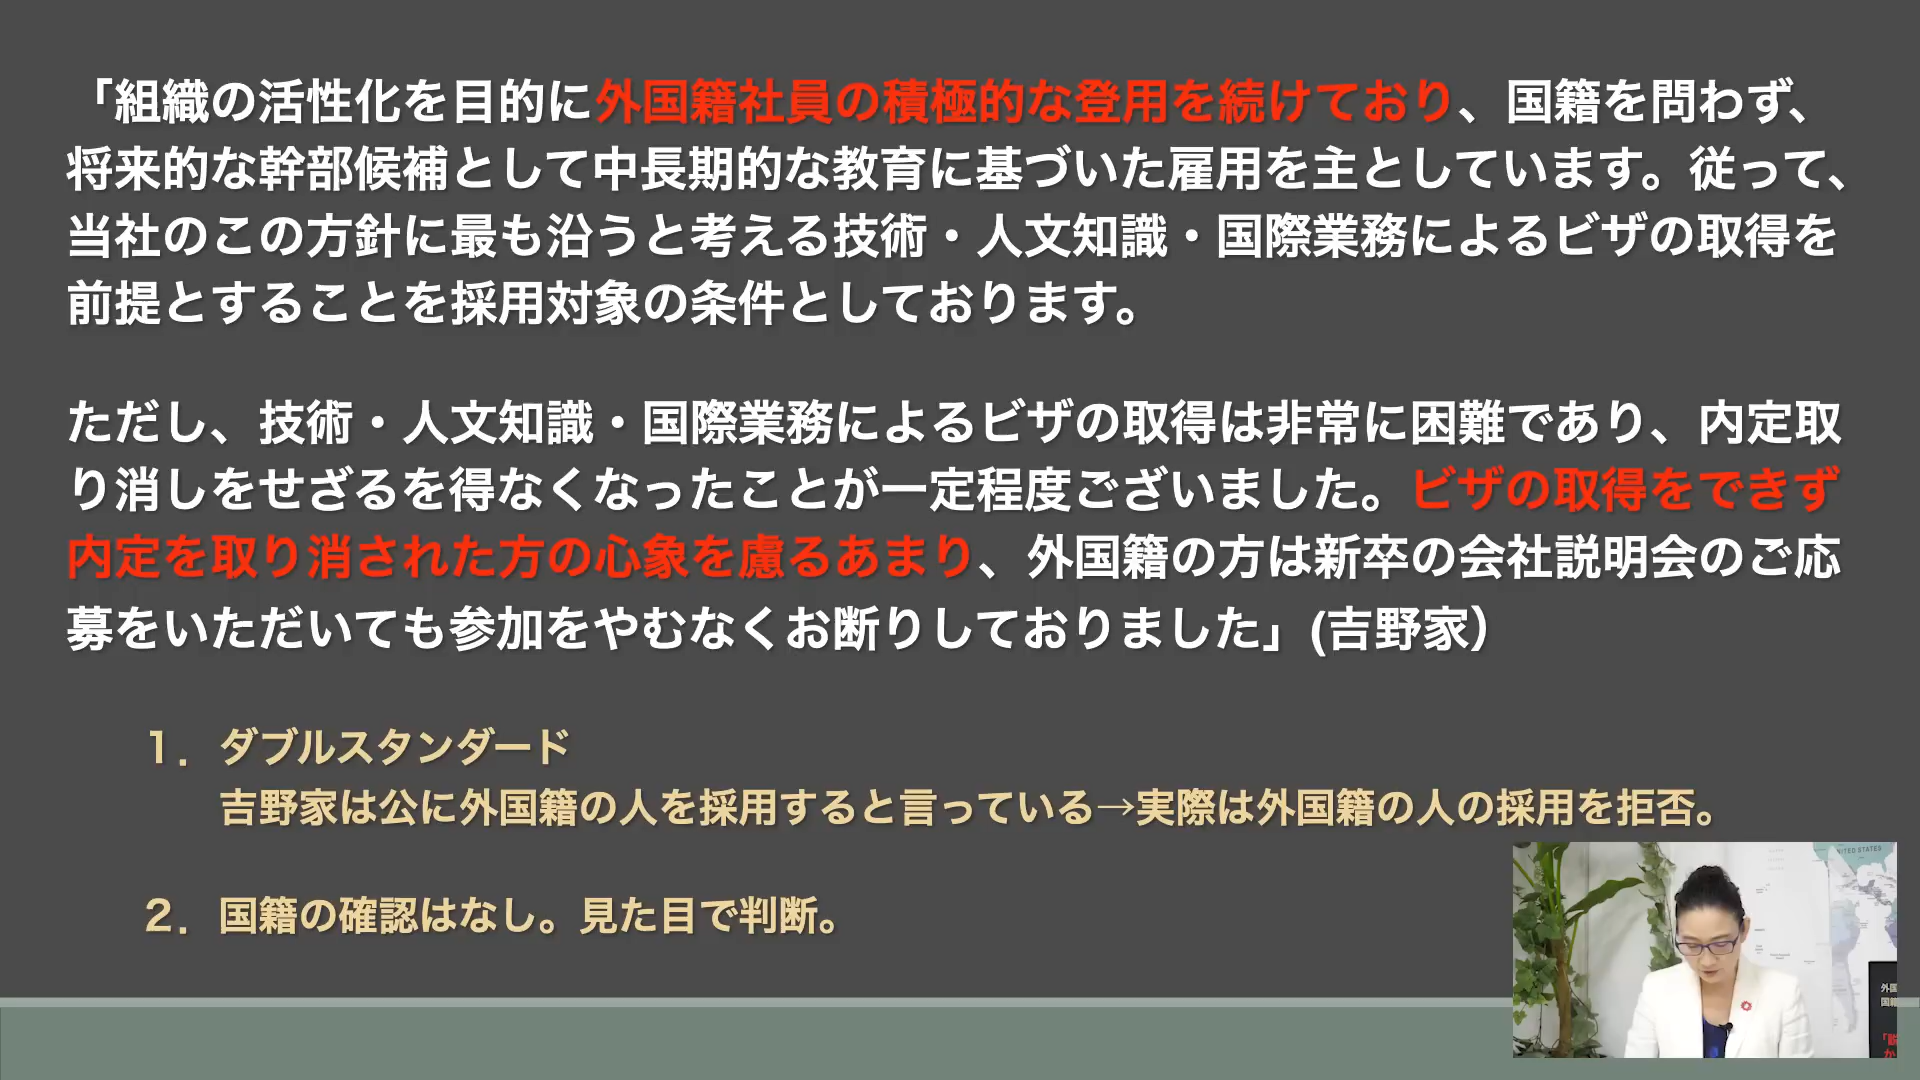 「組織の活性化を目的に外国籍社員の積極的な登用を続けており、国籍を問わず、
将来的な幹部候補として中長期的な教育に基づいた雇用を主としています。従って、
当社のこの方針に最も沿うと考える技術・人文知識・国際業務によるビザの取得を
前提とすることを採用対象の条件としております。
ただし、技術・人文知識・国際業務によるビザの取得は非常に困難であり、内定取
り消しをせざるを得なくなったことが一定程度ございました。ビザの取得をできず
内定を取り消された方の心象を慮るあまり、外国籍の方は新卒の会社説明会のご応
募をいただいても参加をやむなくお断りしておりました」(吉野家）
１．ダブルスタンダード
吉野家は公に外国籍の人を採用すると言っている→実際は外国籍の人の採用を拒否。
２．国籍の確認はなし。見た目で判断。
UNITED STATES
外国
国籍